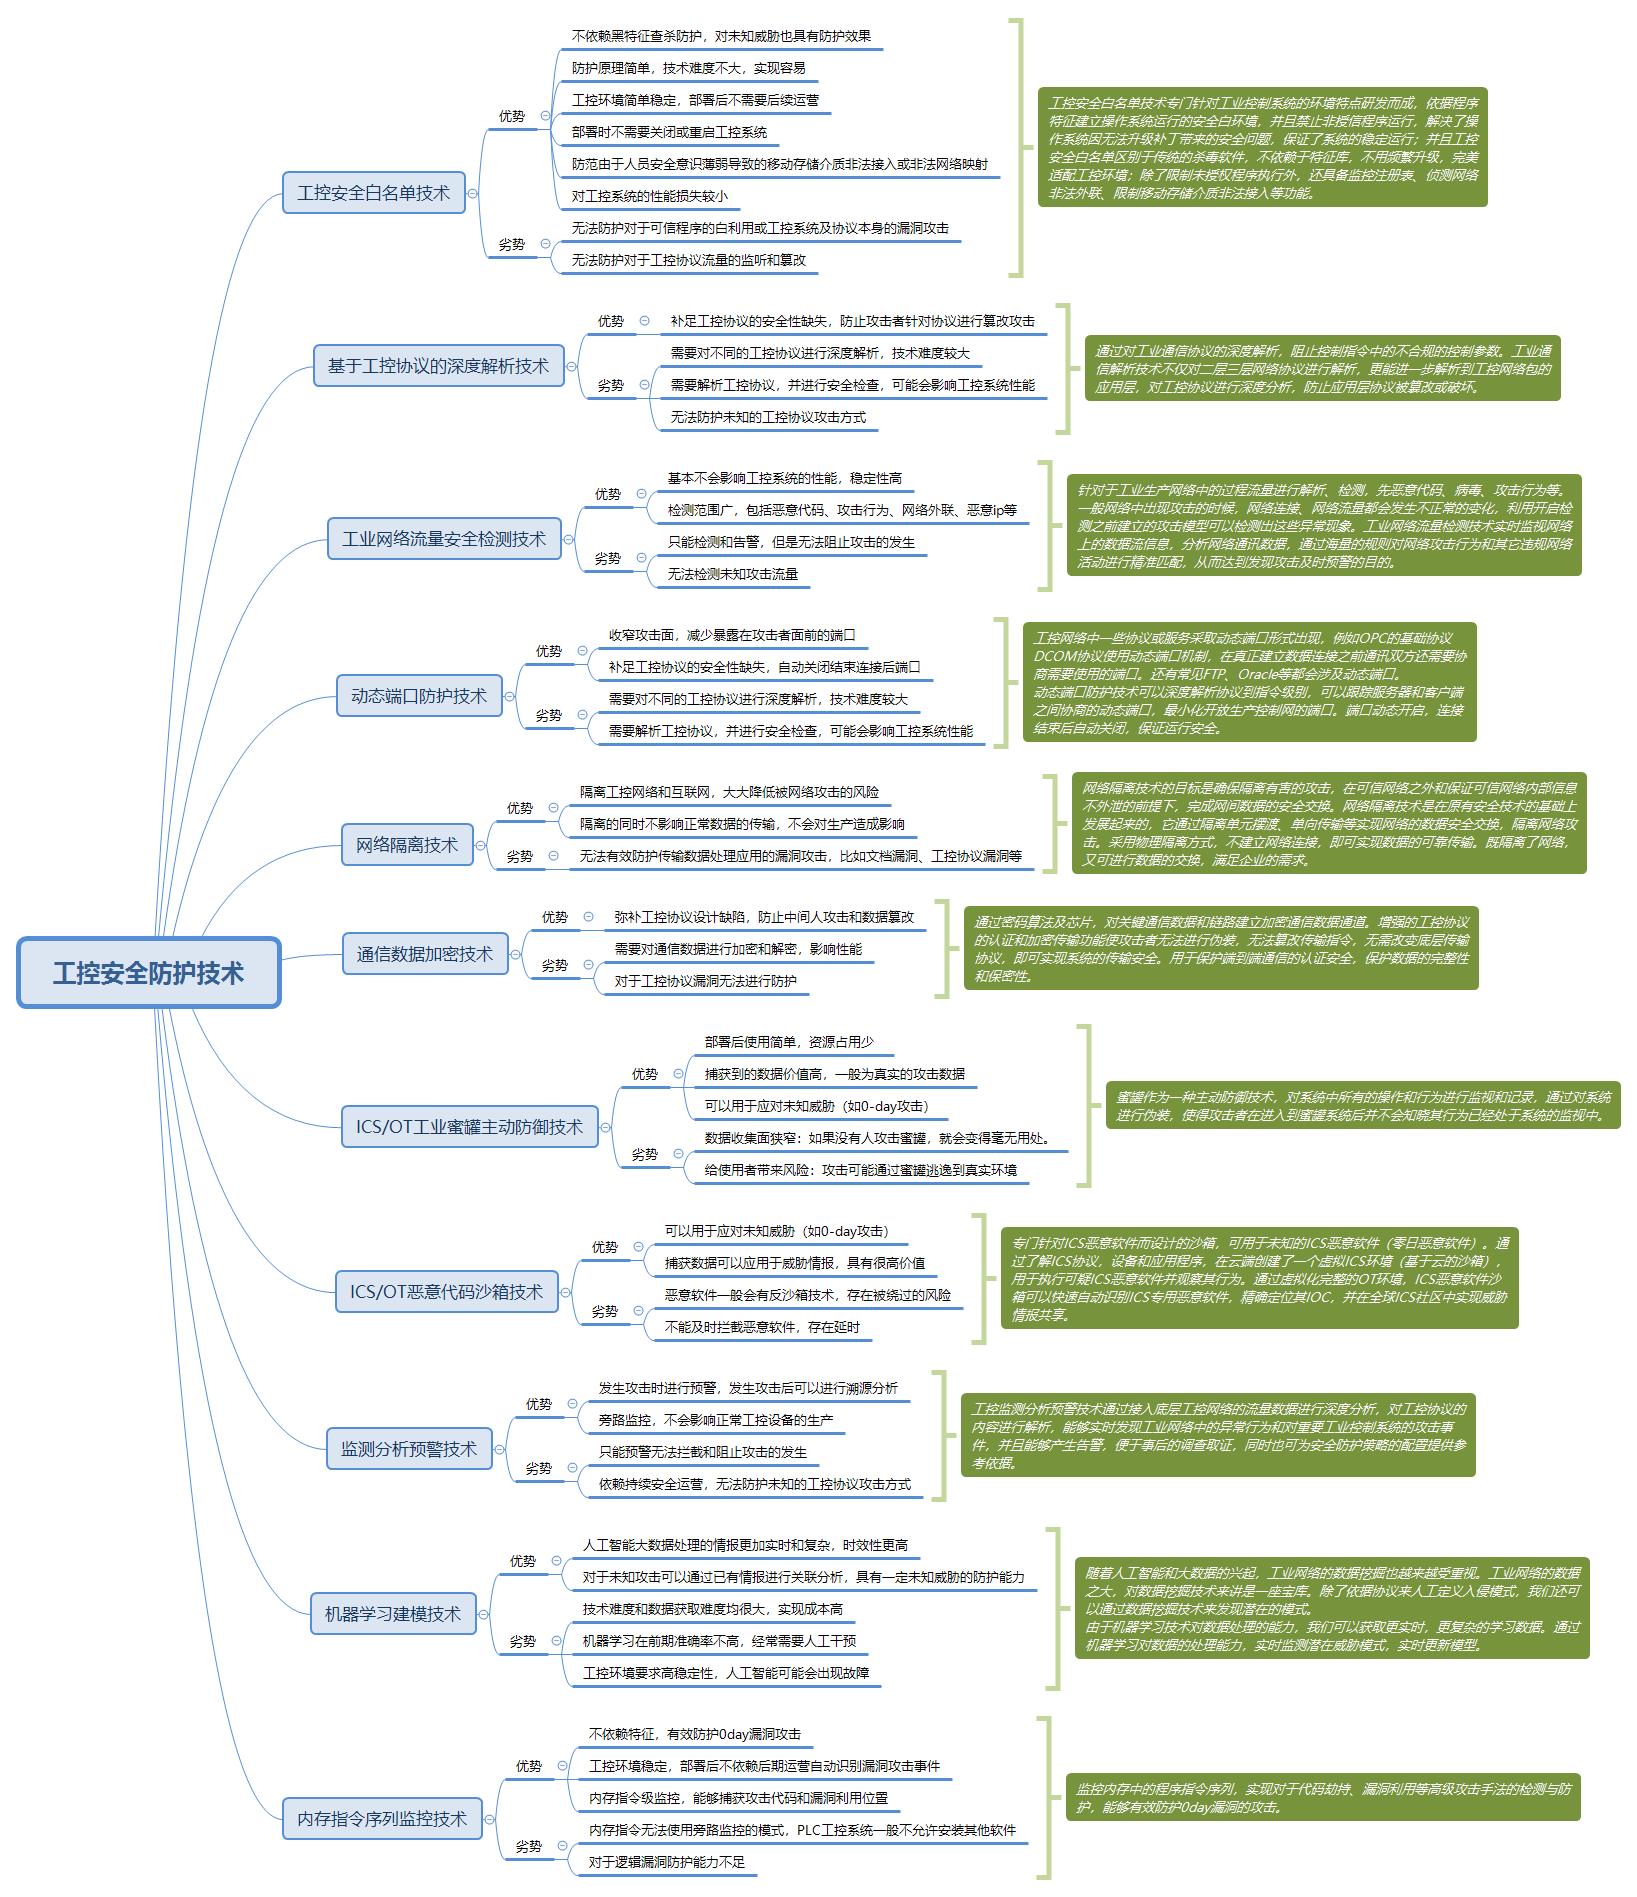 工控安全防护技术
工控安全白名单技术
优势
不依赖黑特征查杀防护，对未知威胁也具有防护效果
防护原理简单，技术难度不大，实现容易
工控环境简单稳定，部署后不需要后续运营
部署时不需要关闭或重启工控系统
防范由于人员安全意识薄弱导致的移动存储介质非法接入或非法网络映射
对工控系统的性能损失较小
劣势
无法防护对于可信程序的白利用或工控系统及协议本身的漏洞攻击
无法防护对于工控协议流量的监听和篡改
工控安全白名单技术专门针对工业控制系统的环境特点研发而成，依据程序
特征建立操作系统运行的安全白环境，并且禁止非授信程序运行，解决了操
作系统因无法升级补丁带来的安全问题，保证了系统的稳定运行；并且工控
安全白名单区别于传统的杀毒软件，不依赖于特征库，不用频繁升级，完美
适配工控环境；除了限制未授权程序执行外，还具备监控注册表、侦测网络
非法外联、限制移动存储介质非法接入等功能。
基于工控协议的深度解析技术
优势
补足工控协议的安全性缺失，防止攻击者针对协议进行篡改攻击
劣势
需要对不同的工控协议进行深度解析，技术难度较大
需要解析工控协议，并进行安全检查，可能会影响工控系统性能
无法防护未知的工控协议攻击方式
通过对工业通信协议的深度解析，阻止控制指令中的不合规的控制参数。工业通
信解析技术不仅对二层三层网络协议进行解析，更能进一步解析到工控网络包的
应用层，对工控协议进行深度分析，防止应用层协议被篡改或破坏。
工业网络流量安全检测技术
优势
基本不会影响工控系统的性能，稳定性高
检测范围广，包括恶意代码、攻击行为、网络外联、恶意ip等
劣势
只能检测和告警，但是无法阻止攻击的发生
无法检测未知攻击流量
针对于工业生产网络中的过程流量进行解析、检测，先恶意代码、病毒、攻击行为等。
一般网络中出现攻击的时候，网络连接、网络流量都会发生不正常的变化，利用开启检
测之前建立的攻击模型可以检测出这些异常现象。工业网络流量检测技术实时监视网络
上的数据流信息，分析网络通讯数据，通过海量的规则对网络攻击行为和其它违规网络
活动进行精准匹配，从而达到发现攻击及时预警的目的。
动态端口防护技术
优势
收窄攻击面，减少暴露在攻击者面前的端口
补足工控协议的安全性缺失，自动关闭结束连接后端口
劣势
需要对不同的工控协议进行深度解析，技术难度较大
需要解析工控协议，并进行安全检查，可能会影响工控系统性能
工控网络中一些协议或服务采取动态端口形式出现，例如OPC的基础协议
DCOM协议使用动态端口机制，在真正建立数据连接之前通讯双方还需要协
商需要使用的端口。还有常见FTP、Oracle等都会涉及动态端口。
动态端口防护技术可以深度解析协议到指令级别，可以跟踪服务器和客户端
之间协商的动态端口，最小化开放生产控制网的端口。端口动态开启，连接
结束后自动关闭，保证运行安全。
网络隔离技术
优势
隔离工控网络和互联网，大大降低被网络攻击的风险
隔离的同时不影响正常数据的传输，不会对生产造成影响
劣势
无法有效防护传输数据处理应用的漏洞攻击，比如文档漏洞、工控协议漏洞等
网络隔离技术的目标是确保隔离有害的攻击，在可信网络之外和保证可信网络内部信息
不外泄的前提下，完成网间数据的安全交换。网络隔离技术是在原有安全技术的基础上
发展起来的，它通过隔离单元摆渡、单向传输等实现网络的数据安全交换，隔离网络攻
击。采用物理隔离方式，不建立网络连接，即可实现数据的可靠传输。既隔离了网络，
又可进行数据的交换，满足企业的需求。
通信数据加密技术
优势
弥补工控协议设计缺陷，防止中间人攻击和数据篡改
劣势
需要对通信数据进行加密和解密，影响性能
对于工控协议漏洞无法进行防护
通过密码算法及芯片，对关键通信数据和链路建立加密通信数据通道。增强的工控协议
的认证和加密传输功能使攻击者无法进行伪装，无法篡改传输指令，无需改变底层传输
协议，即可实现系统的传输安全。用于保护端到端通信的认证安全，保护数据的完整性
和保密性。
ICS/OT工业蜜罐主动防御技术
优势
部署后使用简单，资源占用少
捕获到的数据价值高，一般为真实的攻击数据
可以用于应对未知威胁（如0-day攻击）
劣势
数据收集面狭窄：如果没有人攻击蜜罐，就会变得毫无用处。
给使用者带来风险：攻击可能通过蜜罐逃逸到真实环境
蜜罐作为一种主动防御技术，对系统中所有的操作和行为进行监视和记录，通过对系统
进行伪装，使得攻击者在进入到蜜罐系统后并不会知晓其行为已经处于系统的监视中。
ICS/OT恶意代码沙箱技术
优势
可以用于应对未知威胁（如0-day攻击）
捕获数据可以应用于威胁情报，具有很高价值
劣势
恶意软件一般会有反沙箱技术，存在被绕过的风险
不能及时拦截恶意软件，存在延时
专门针对ICS恶意软件而设计的沙箱，可用于未知的ICS恶意软件（零日恶意软件）。通
过了解ICS协议，设备和应用程序，在云端创建了一个虚拟ICS环境（基于云的沙箱），
用于执行可疑ICS恶意软件并观察其行为。通过虚拟化完整的OT环境，ICS恶意软件沙
箱可以快速自动识别ICS专用恶意软件，精确定位其IOC，并在全球ICS社区中实现威胁
情报共享。
监测分析预警技术
优势
发生攻击时进行预警，发生攻击后可以进行溯源分析
旁路监控，不会影响正常工控设备的生产
劣势
只能预警无法拦截和阻止攻击的发生
依赖持续安全运营，无法防护未知的工控协议攻击方式
工控监测分析预警技术通过接入底层工控网络的流量数据进行深度分析，对工控协议的
内容进行解析，能够实时发现工业网络中的异常行为和对重要工业控制系统的攻击事
件，并且能够产生告警，便于事后的调查取证，同时也可为安全防护策略的配置提供参
考依据。
机器学习建模技术
优势
人工智能大数据处理的情报更加实时和复杂，时效性更高
对于未知攻击可以通过已有情报进行关联分析，具有一定未知威胁的防护能力
劣势
技术难度和数据获取难度均很大，实现成本高
机器学习在前期准确率不高，经常需要人工干预
工控环境要求高稳定性，人工智能可能会出现故障
随着人工智能和大数据的兴起，工业网络的数据挖掘也越来越受重视。工业网络的数据
之大，对数据挖掘技术来讲是一座宝库。除了依据协议来人工定义入侵模式，我们还可
以通过数据挖掘技术来发现潜在的模式。
由于机器学习技术对数据处理的能力，我们可以获取更实时，更复杂的学习数据。通过
机器学习对数据的处理能力，实时监测潜在威胁模式，实时更新模型。
内存指令序列监控技术
优势
不依赖特征，有效防护0day漏洞攻击
工控环境稳定，部署后不依赖后期运营自动识别漏洞攻击事件
内存指令级监控，能够捕获攻击代码和漏洞利用位置
劣势
内存指令无法使用旁路监控的模式，PLC工控系统一般不允许安装其他软件
对于逻辑漏洞防护能力不足
监控内存中的程序指令序列，实现对于代码劫持、漏洞利用等高级攻击手法的检测与防
护，能够有效防护0day漏洞的攻击。